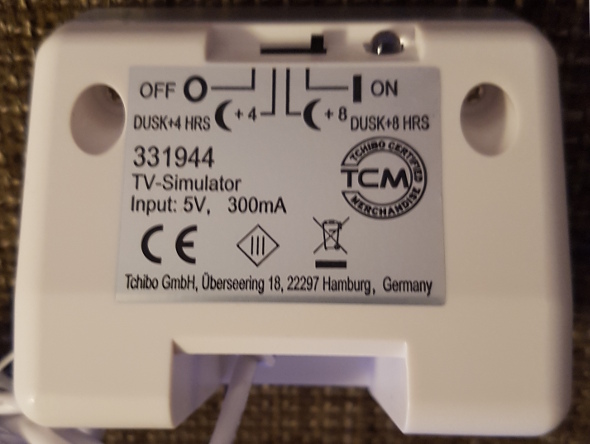 OFF O ON
+4 +8
DUSK+4 HRS DUSK+8 HRS
331944
TV-Simulator
Input: 5V, 300mA
TCHIBO CERTIFIED
TCM
MERCHANDISE
CE III
Tchibo GmbH, Überseering 18, 22297 Hamburg, Germany